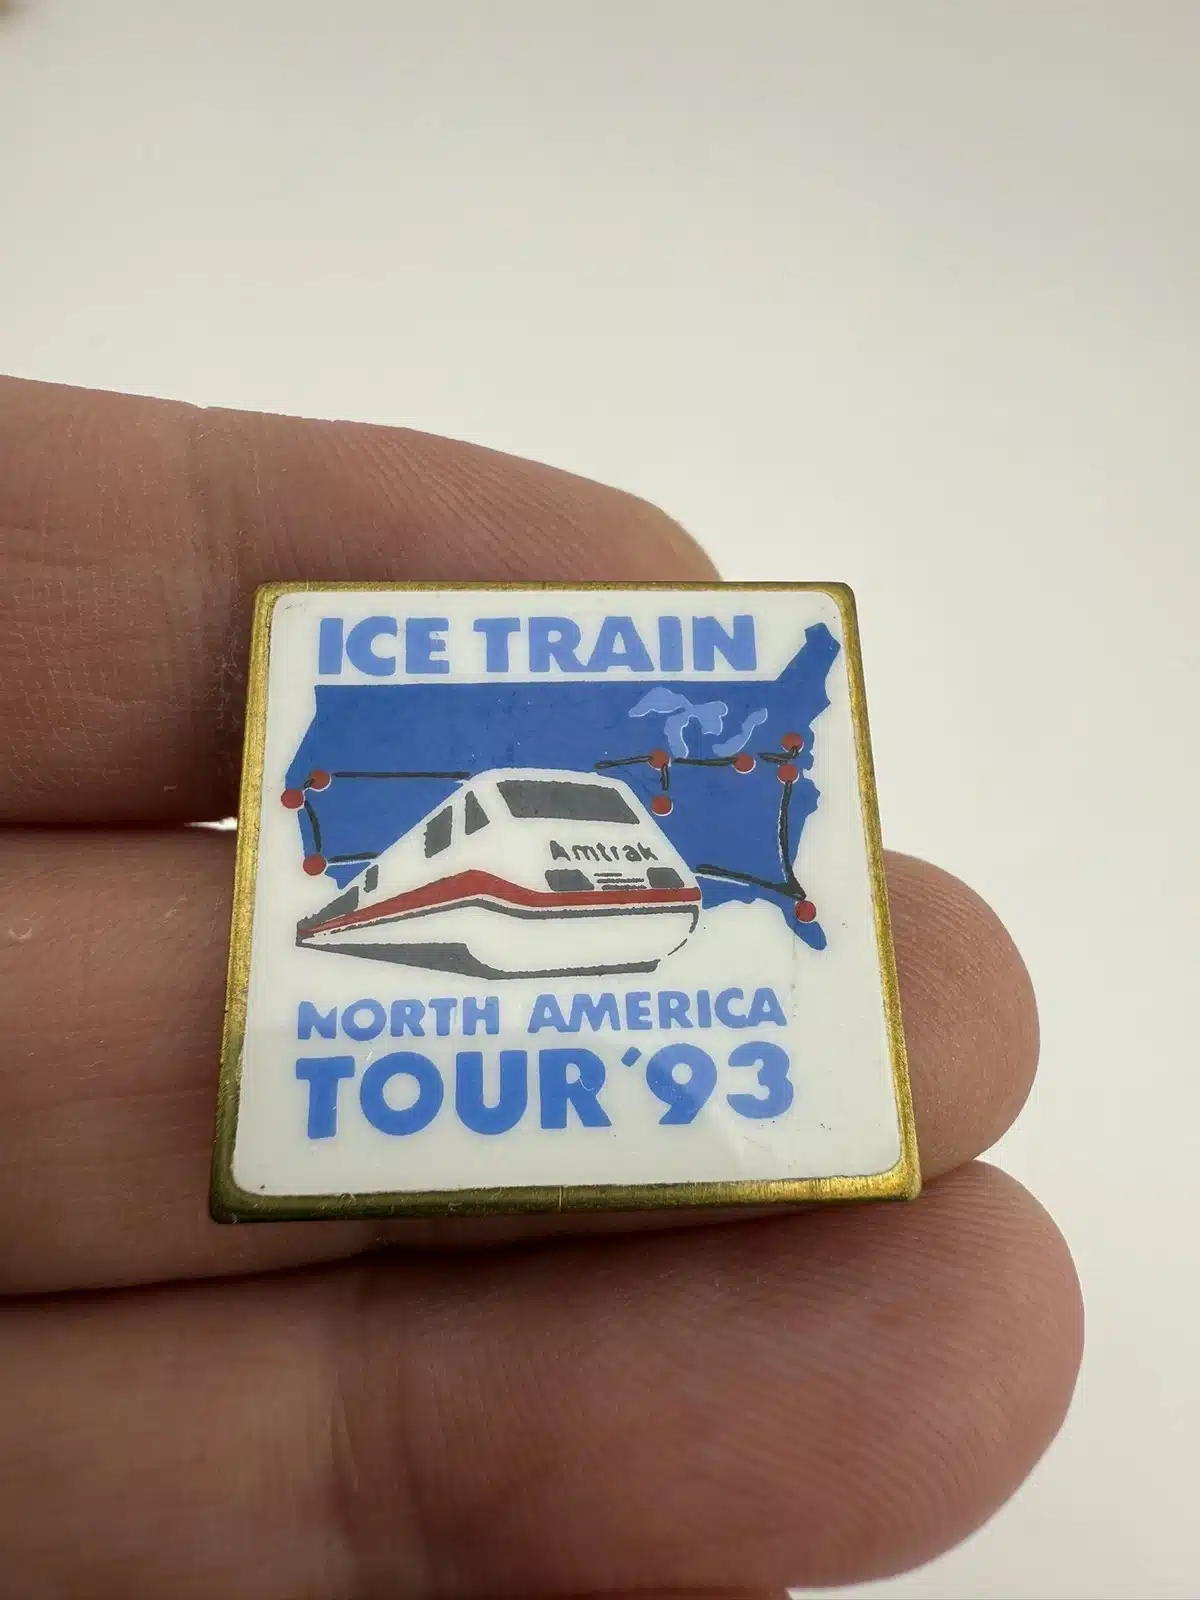 ICE TRAIN
Amtrak
NORTH AMERICA
TOUR '93